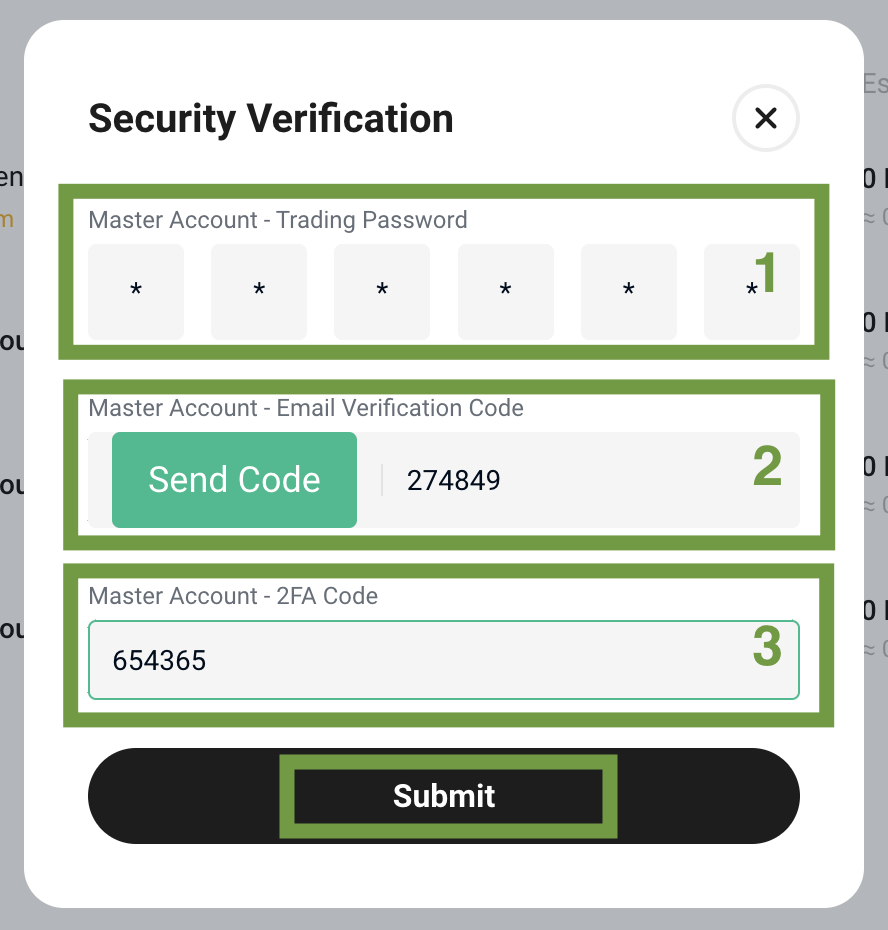 Security Verification
Master Account - Trading Password
* * * * * * 1
Master Account - Email Verification Code
Send Code 274849 2
Master Account - 2FA Code
654365 3
Submit